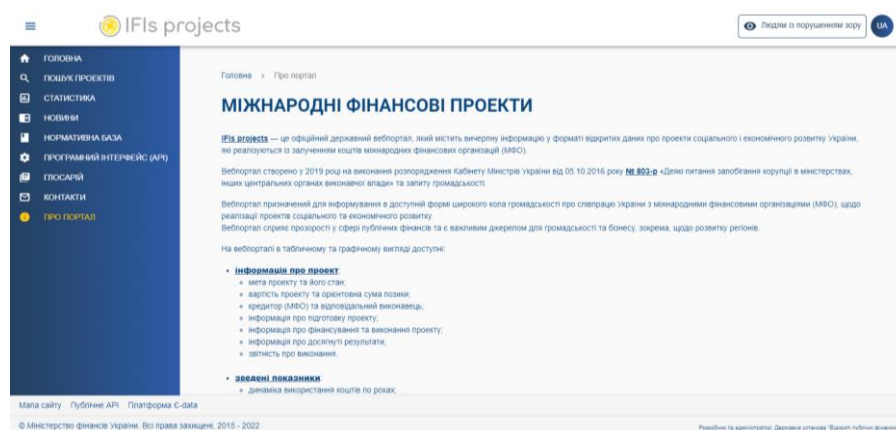 IFIs projects
Людям із порушенням зору
UA
ГОЛОВНА
ПОШУК ПРОЕКТІВ
СТАТИСТИКА
НОВИНИ
НОРМАТИВНА БАЗА
ПРОГРАМНИЙ ІНТЕРФЕЙС (API)
ГЛОСАРІЙ
КОНТАКТИ
ПРО ПОРТАЛ
Головна > Про портал
МІЖНАРОДНІ ФІНАНСОВІ ПРОЕКТИ
IFIs projects — це офіційний державний вебпортал, який містить вичерпну інформацію у форматі відкритих даних про проекти соціального і економічного розвитку України,
які реалізуються із залученням коштів міжнародних фінансових організацій (МФО).
Вебпортал створено у 2019 році на виконання розпорядження Кабінету Міністрів України від 05.10.2016 року № 803-р «Деякі питання запобігання корупції в міністерствах,
інших центральних органах виконавчої влади» та запиту громадськості.
Вебпортал призначений для інформування в доступній формі широкого кола громадськості про співпрацю України з міжнародними фінансовими організаціями (МФО), щодо
реалізації проектів соціального та економічного розвитку.
Вебпортал сприяє прозорості у сфері публічних фінансів та є важливим джерелом для громадськості та бізнесу, зокрема, щодо розвитку регіонів.
На вебпорталі в табличному та графічному вигляді доступні:
інформація про проект:
мета проекту та його стан;
вартість проекту та орієнтовна сума позики;
кредитор (МФО) та відповідальний виконавець;
інформація про підготовку проекту;
інформація про фінансування та виконання проекту;
інформація про досягнуті результати;
звітність про виконання.
зведені показники:
динаміка використання коштів по роках;
Мапа сайту Публічне API Платформа E-data
© Міністерство фінансів України. Всі права захищені, 2015 - 2022
Розробник та адміністратор: Державна установа "Відкриті публічні фінанси"